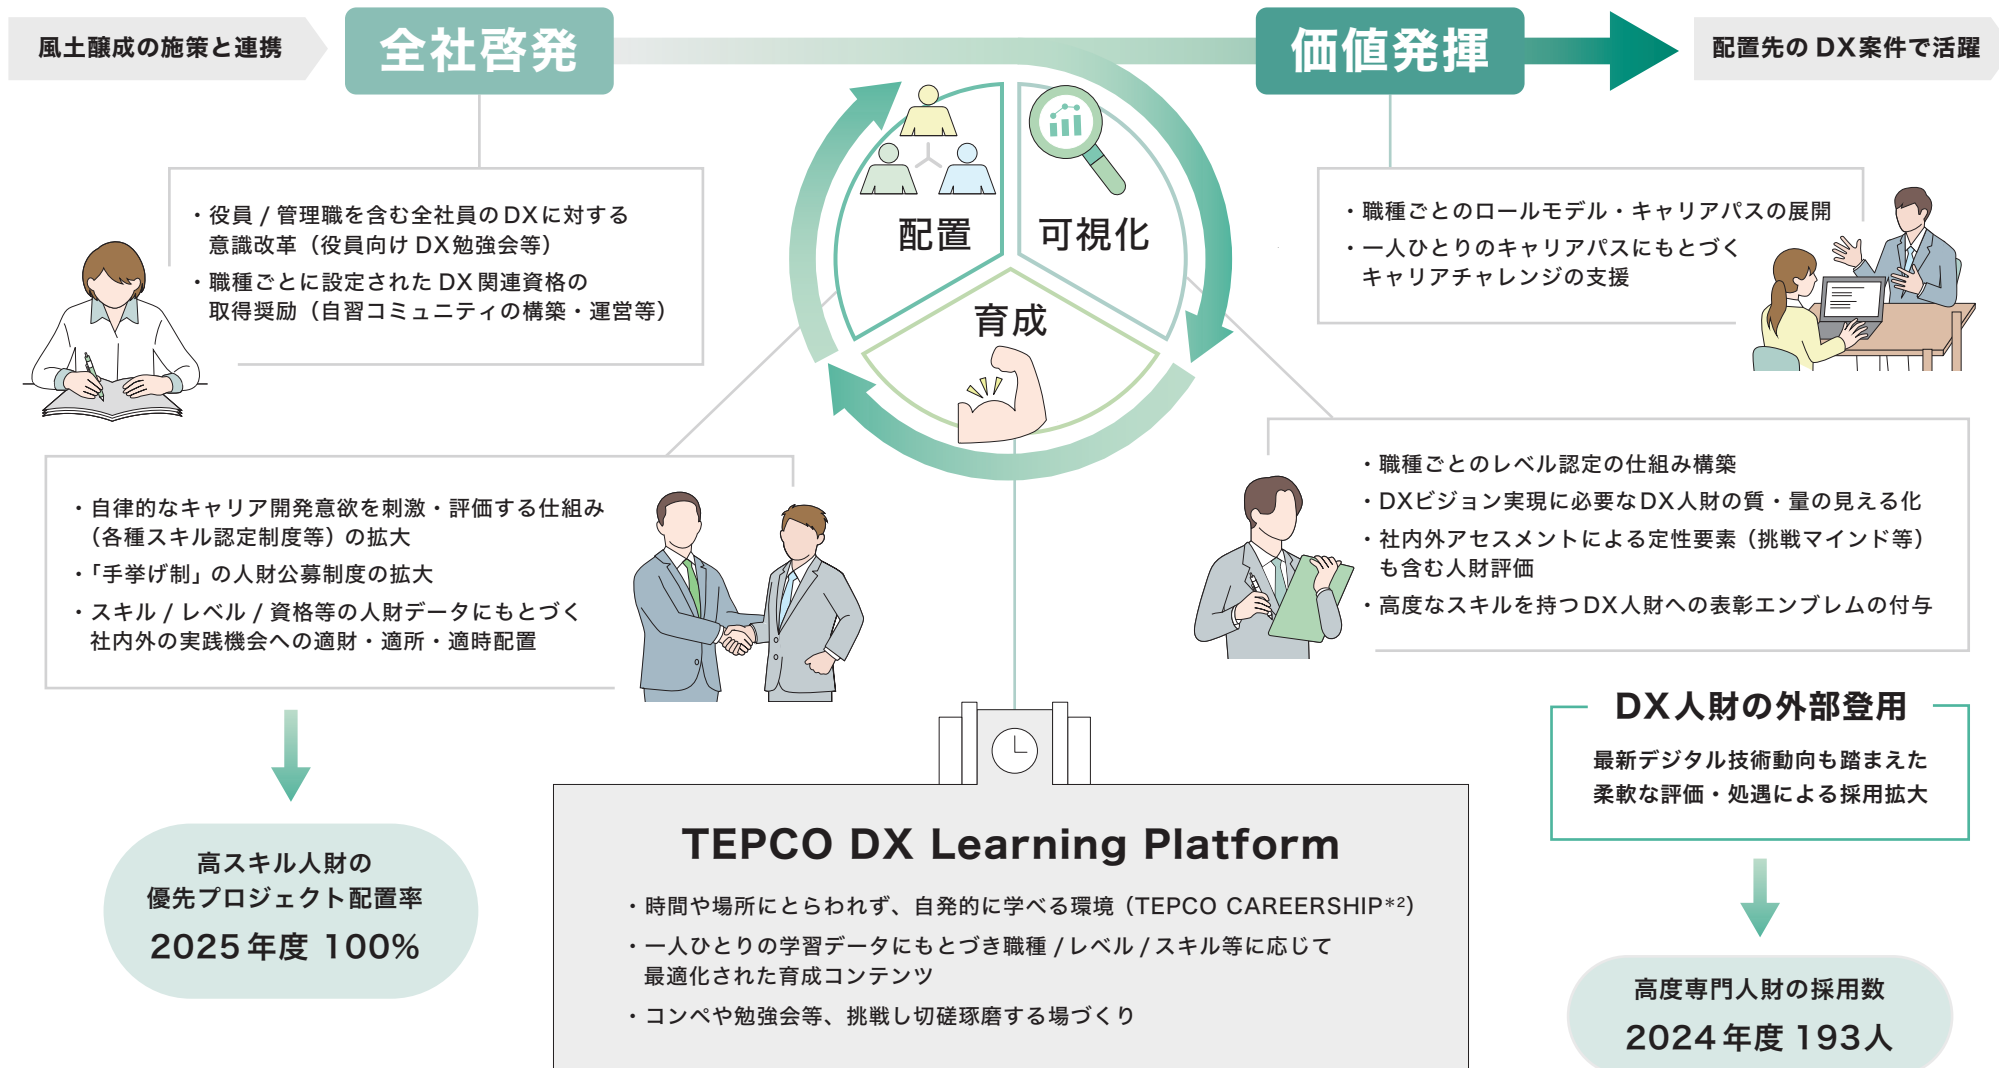 風土醸成の施策と連携
全社啓発
価値発揮
配置先のDX案件で活躍
配置
可視化
育成
・役員 / 管理職を含む全社員のDXに対する
意識改革（役員向けDX勉強会等）
・職種ごとに設定されたDX関連資格の
取得奨励（自習コミュニティの構築・運営等）
・職種ごとのロールモデル・キャリアパスの展開
・一人ひとりのキャリアパスにもとづく
キャリアチャレンジの支援
・自律的なキャリア開発意欲を刺激・評価する仕組み
（各種スキル認定制度等）の拡大
・「手挙げ制」の人財公募制度の拡大
・スキル / レベル / 資格等の人財データにもとづく
社内外の実践機会への適財・適所・適時配置
・職種ごとのレベル認定の仕組み構築
・DXビジョン実現に必要なDX人財の質・量の見える化
・社内外アセスメントによる定性要素（挑戦マインド等）
も含む人財評価
・高度なスキルを持つDX人財への表彰エンブレムの付与
高スキル人財の
優先プロジェクト配置率
2025年度 100%
TEPCO DX Learning Platform
・時間や場所にとらわれず、自発的に学べる環境（TEPCO CAREERSHIP*2）
・一人ひとりの学習データにもとづき職種 / レベル / スキル等に応じて
最適化された育成コンテンツ
・コンペや勉強会等、挑戦し切磋琢磨する場づくり
DX人財の外部登用
最新デジタル技術動向も踏まえた
柔軟な評価・処遇による採用拡大
高度専門人財の採用数
2024年度 193人